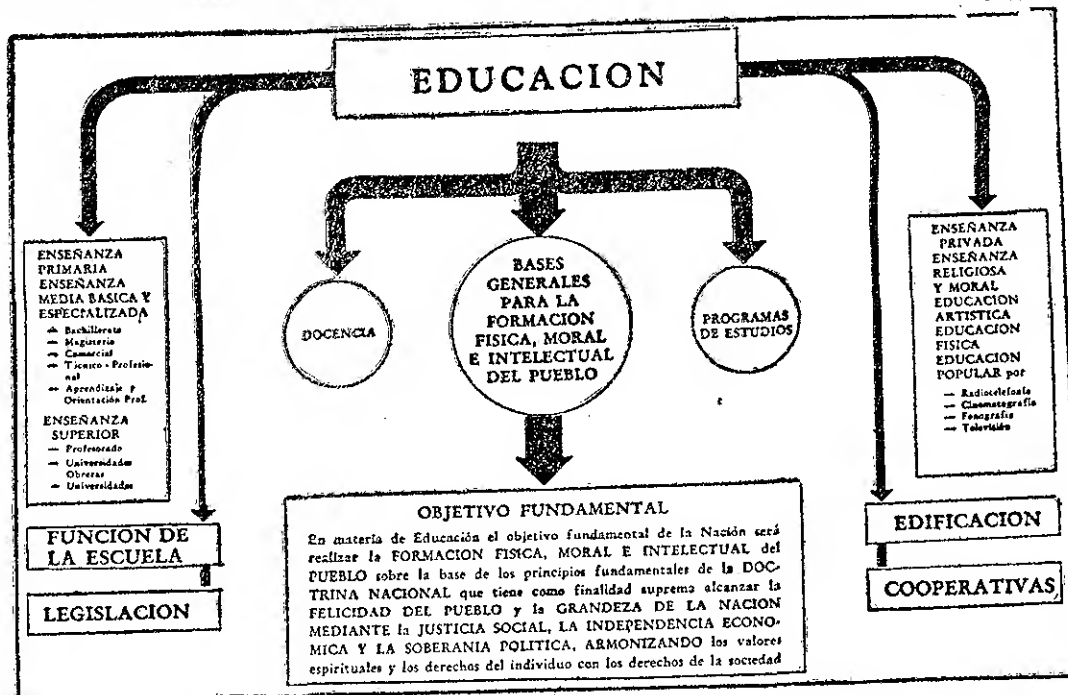 EDUCACION
ENSEÑANZA
PRIMARIA
ENSEÑANZA
MEDIA BASICA Y
ESPECIALIZADA
— Bachillerato
— Magisterio
— Comercial
— Técnico - Profesio-
nal
— Aprendizaje y
Orientación Prof.
ENSEÑANZA
SUPERIOR
— Profesorado
— Universidades
Obreras
— Universidades
FUNCION DE
LA ESCUELA
LEGISLACION
DOCENCIA
BASES
GENERALES
PARA LA
FORMACION
FISICA, MORAL
E INTELECTUAL
DEL PUEBLO
PROGRAMAS
DE ESTUDIOS
OBJETIVO FUNDAMENTAL
En materia de Educación el objetivo fundamental de la Nación será
realizar la FORMACION FISICA, MORAL E INTELECTUAL del
PUEBLO sobre la base de los principios fundamentales de la DOC-
TRINA NACIONAL que tiene como finalidad suprema alcanzar la
FELICIDAD DEL PUEBLO y la GRANDEZA DE LA NACION
MEDIANTE la JUSTICIA SOCIAL, LA INDEPENDENCIA ECONO-
MICA Y LA SOBERANIA POLITICA, ARMONIZANDO los valores
espirituales y los derechos del individuo con los derechos de la sociedad
ENSEÑANZA
PRIVADA
ENSEÑANZA
RELIGIOSA
Y MORAL
EDUCACION
ARTISTICA
EDUCACION
FISICA
EDUCACION
POPULAR por
— Radiotelefonía
— Cinematografía
— Fonografía
— Televisión
EDIFICACION
COOPERATIVAS